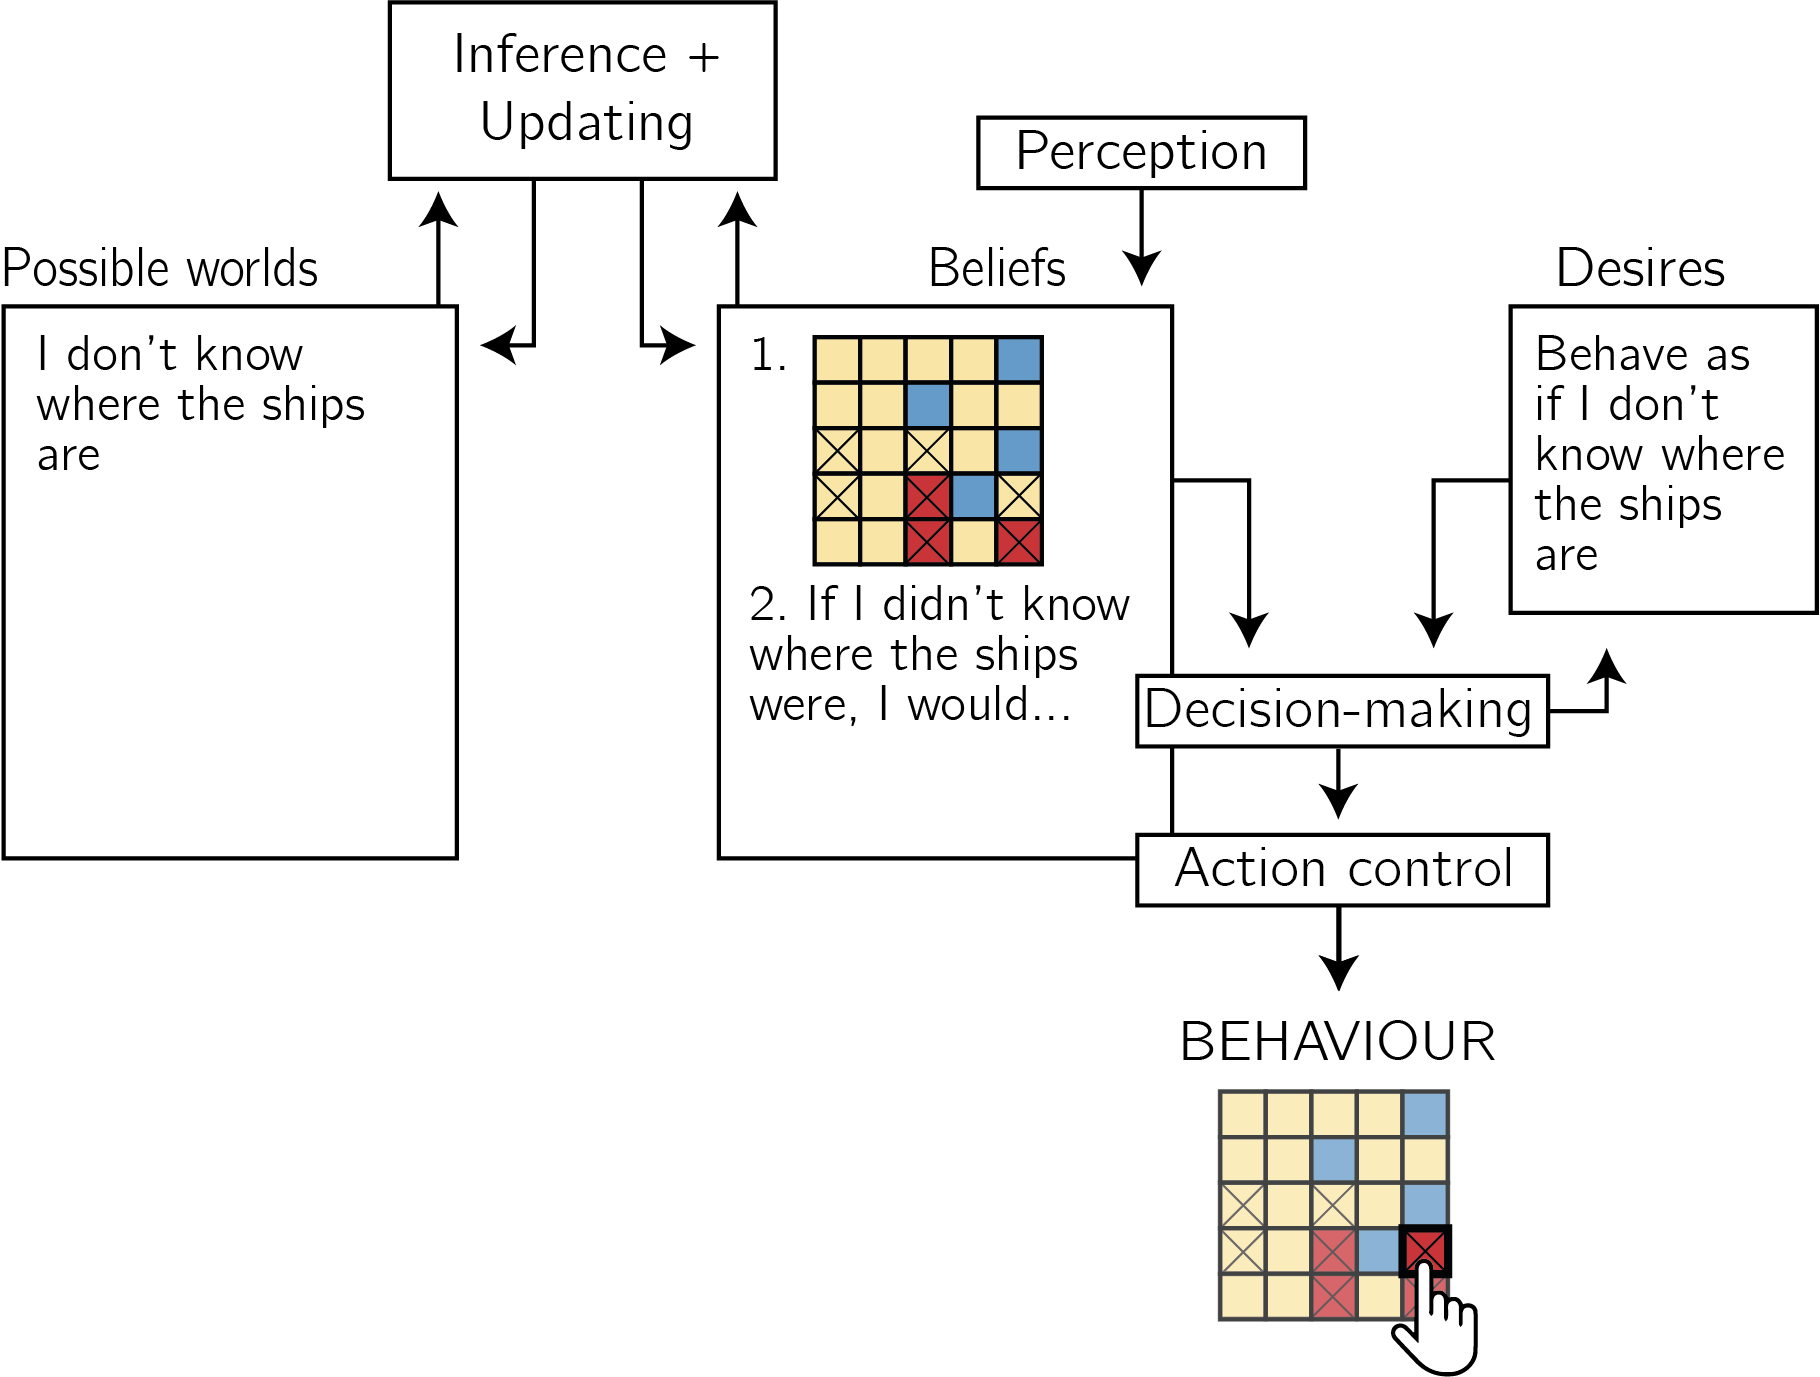 Inference +
Updating
Perception
Possible worlds
Beliefs
Desires
I don't know
where the ships
are
1.
2. If I didn't know
where the ships
were, I would...
Behave as
if I don't
know where
the ships
are
Decision-making
Action control
BEHAVIOUR